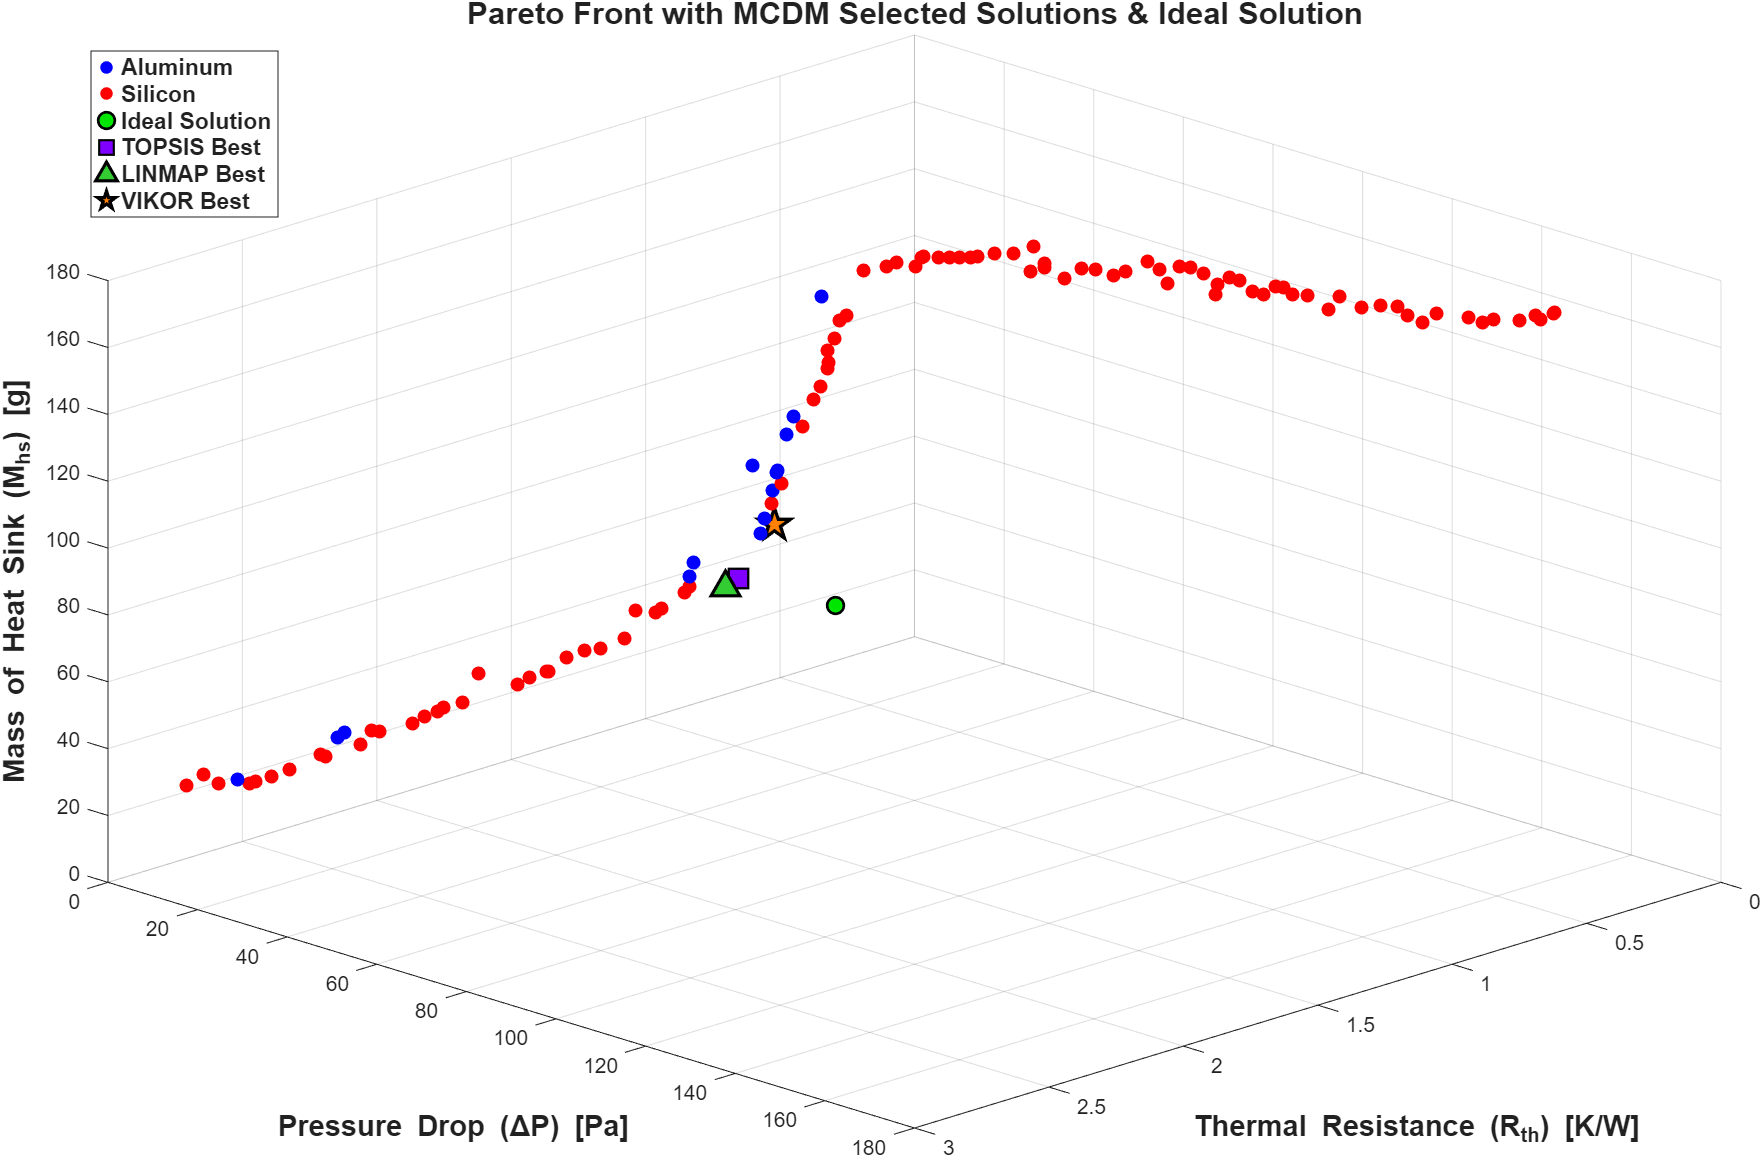 Pareto Front with MCDM Selected Solutions & Ideal Solution
Aluminum
Silicon
Ideal Solution
TOPSIS Best
LINMAP Best
VIKOR Best
Mass of Heat Sink (Mhs) [g]
180
160
140
120
100
80
60
40
20
0
0
20
40
60
80
100
120
140
160
180
Pressure Drop (ΔP) [Pa]
0
0.5
1
1.5
2
2.5
3
Thermal Resistance (Rth) [K/W]